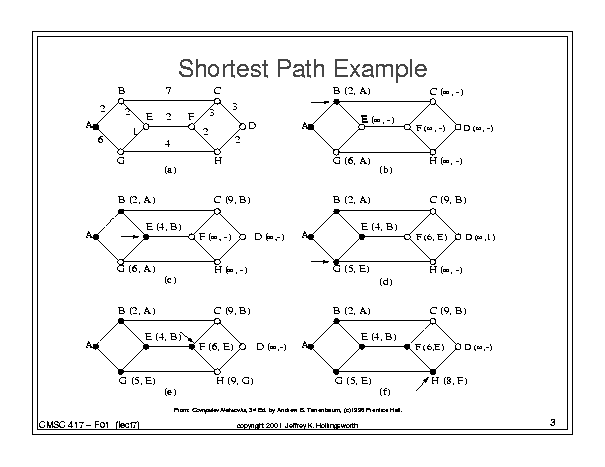 Shortest Path Example
B 7 C
2 2 3 3
A E 2 F D
6 1 2
4 2
G H
(a)
B (2, A) C (∞, -)
A E (∞, -) F (∞, -) D (∞, -)
G (6, A) H (∞, -)
(b)
B (2, A) C (9, B)
A E (4, B) F (∞, -) D (∞,-)
G (6, A) H (∞, -)
(c)
B (2, A) C (9, B)
A E (4, B) F (6, E) D (∞,1)
G (5, E) H (∞, -)
(d)
B (2, A) C (9, B)
A E (4, B) F (6, E) D (∞,-)
G (5, E) H (9, G)
(e)
B (2, A) C (9, B)
A E (4, B) F (6,E) D (∞,-)
G (5, E) H (8, F)
(f)
From: Computer Networks, 3rd Ed. by Andrew S. Tanenbaum, (c)1996 Prentice Hall.
CMSC 417 – F01 (lect7) copyright 2001 Jeffrey K. Hollingsworth 3